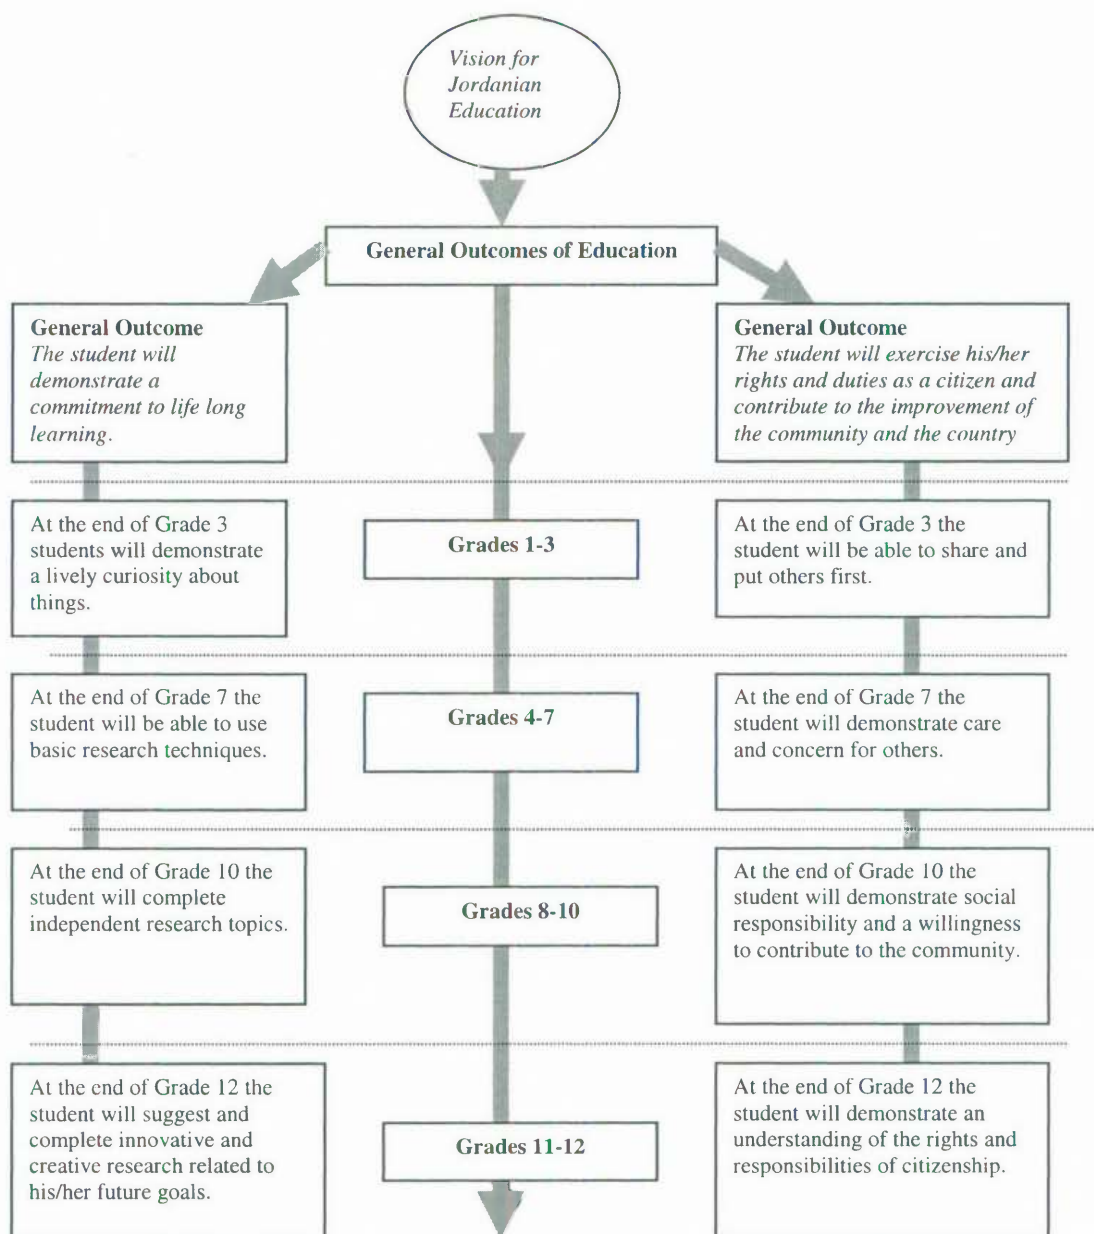 Vision for
Jordanian
Education
General Outcomes of Education
General Outcome
The student will
demonstrate a
commitment to life long
learning.
General Outcome
The student will exercise his/her
rights and duties as a citizen and
contribute to the improvement of
the community and the country
At the end of Grade 3
students will demonstrate
a lively curiosity about
things.
Grades 1-3
At the end of Grade 3 the
student will be able to share and
put others first.
At the end of Grade 7 the
student will be able to use
basic research techniques.
Grades 4-7
At the end of Grade 7 the
student will demonstrate care
and concern for others.
At the end of Grade 10 the
student will complete
independent research topics.
Grades 8-10
At the end of Grade 10 the
student will demonstrate social
responsibility and a willingness
to contribute to the community.
At the end of Grade 12 the
student will suggest and
complete innovative and
creative research related to
his/her future goals.
Grades 11-12
At the end of Grade 12 the
student will demonstrate an
understanding of the rights and
responsibilities of citizenship.